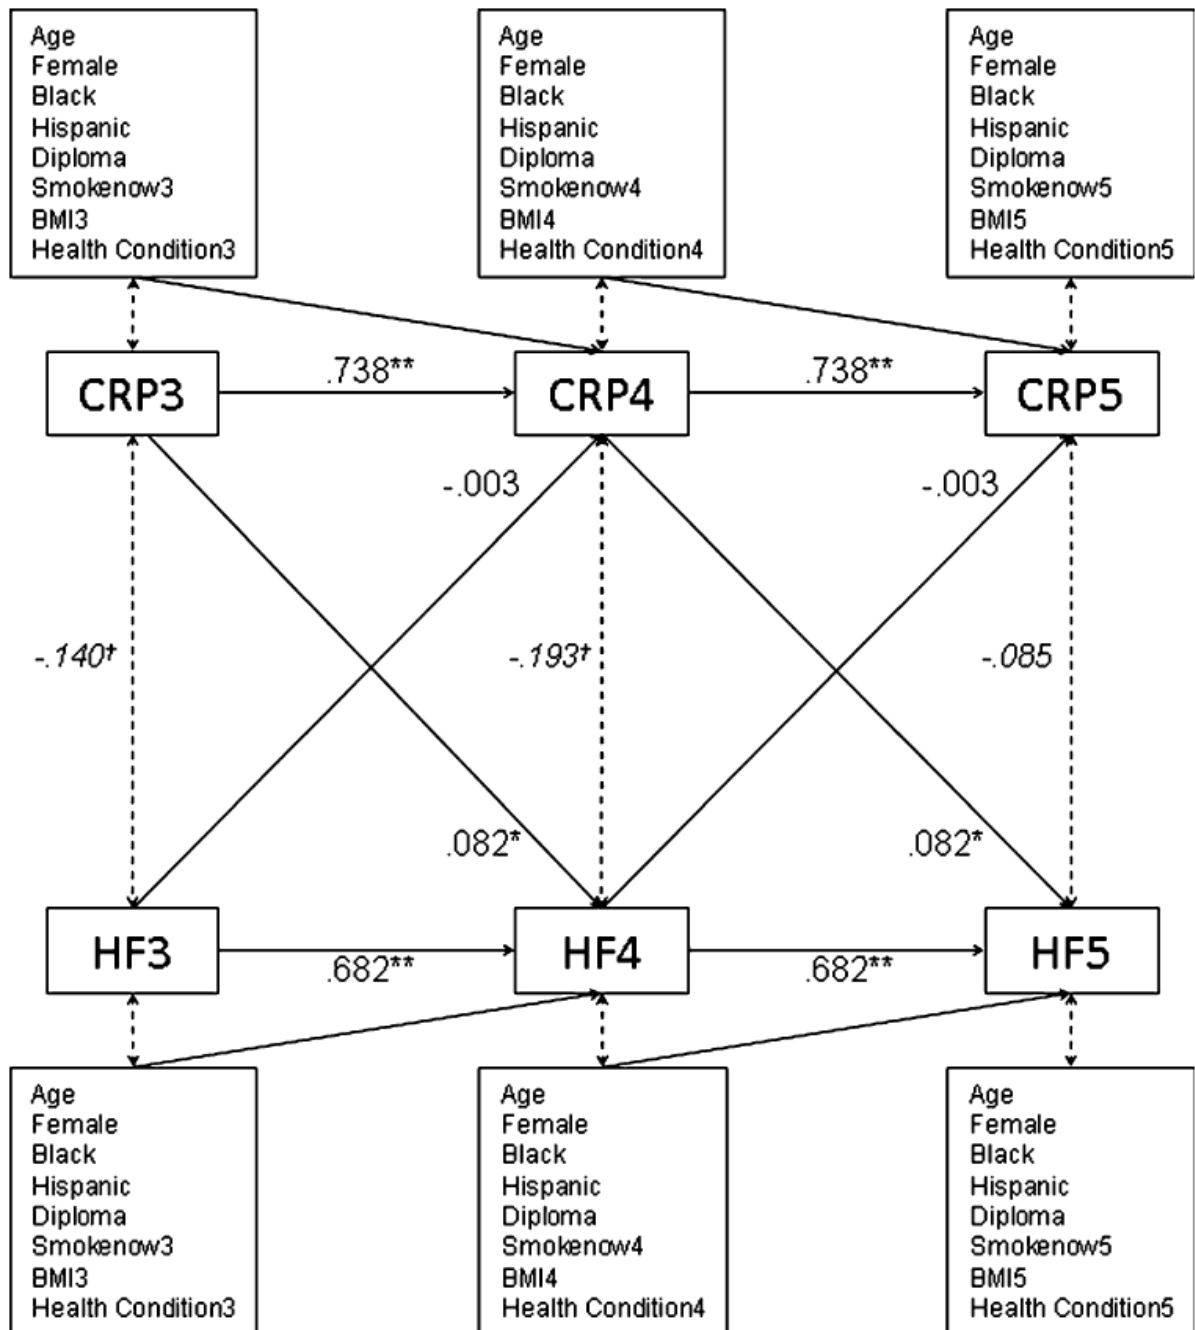 Age
Female
Black
Hispanic
Diploma
Smokenow3
BMI3
Health Condition3
Age
Female
Black
Hispanic
Diploma
Smokenow4
BMI4
Health Condition4
Age
Female
Black
Hispanic
Diploma
Smokenow5
BMI5
Health Condition5
CRP3
.738**
CRP4
.738**
CRP5
-.003
-.003
-.140†
-.193†
-.085
.082*
.082*
HF3
.682**
HF4
.682**
HF5
Age
Female
Black
Hispanic
Diploma
Smokenow3
BMI3
Health Condition3
Age
Female
Black
Hispanic
Diploma
Smokenow4
BMI4
Health Condition4
Age
Female
Black
Hispanic
Diploma
Smokenow5
BMI5
Health Condition5